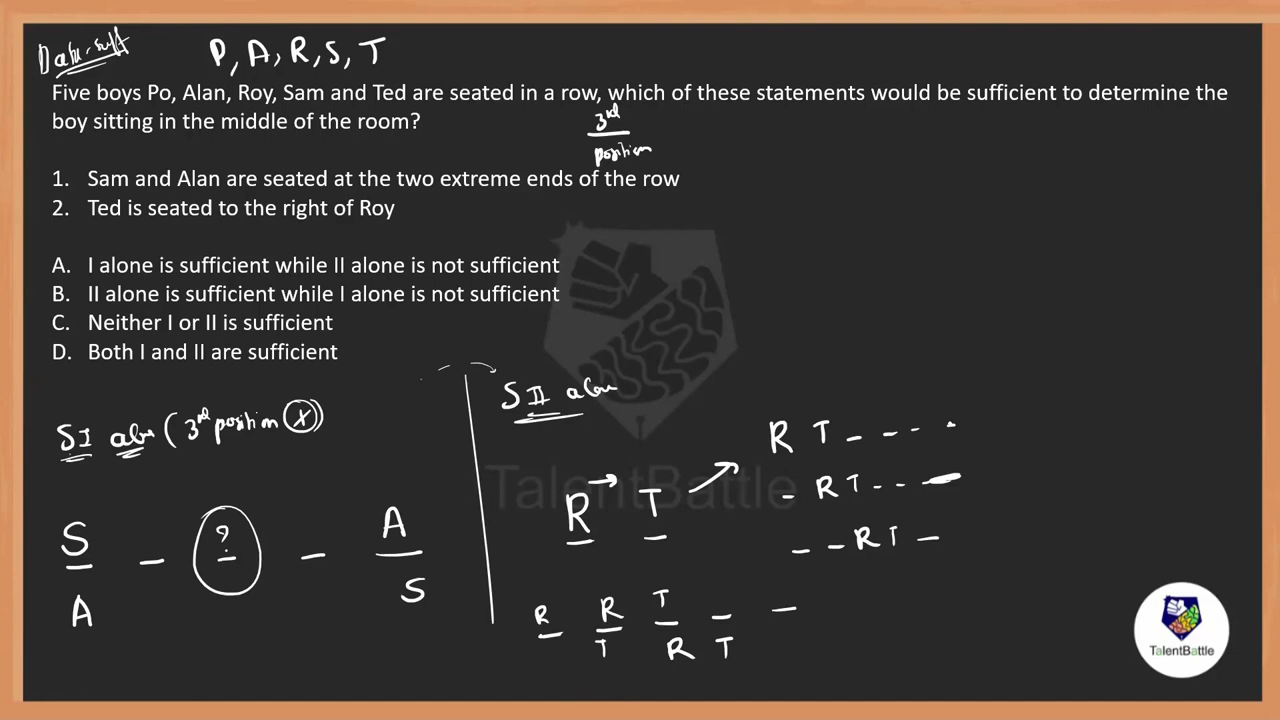 Data-suff
P, A, R, S, T
Five boys Po, Alan, Roy, Sam and Ted are seated in a row, which of these statements would be sufficient to determine the
boy sitting in the middle of the room?
3rd
position
1. Sam and Alan are seated at the two extreme ends of the row
2. Ted is seated to the right of Roy
A. I alone is sufficient while II alone is not sufficient
B. II alone is sufficient while I alone is not sufficient
C. Neither I or II is sufficient
D. Both I and II are sufficient
SI alone (3rd position X)
S _ ? _ A
A S
SII alone
R T
R T _ _ _
_ R T _ _
_ _ R T _
R R T _ _
T R T
TalentBattle
TalentBattle